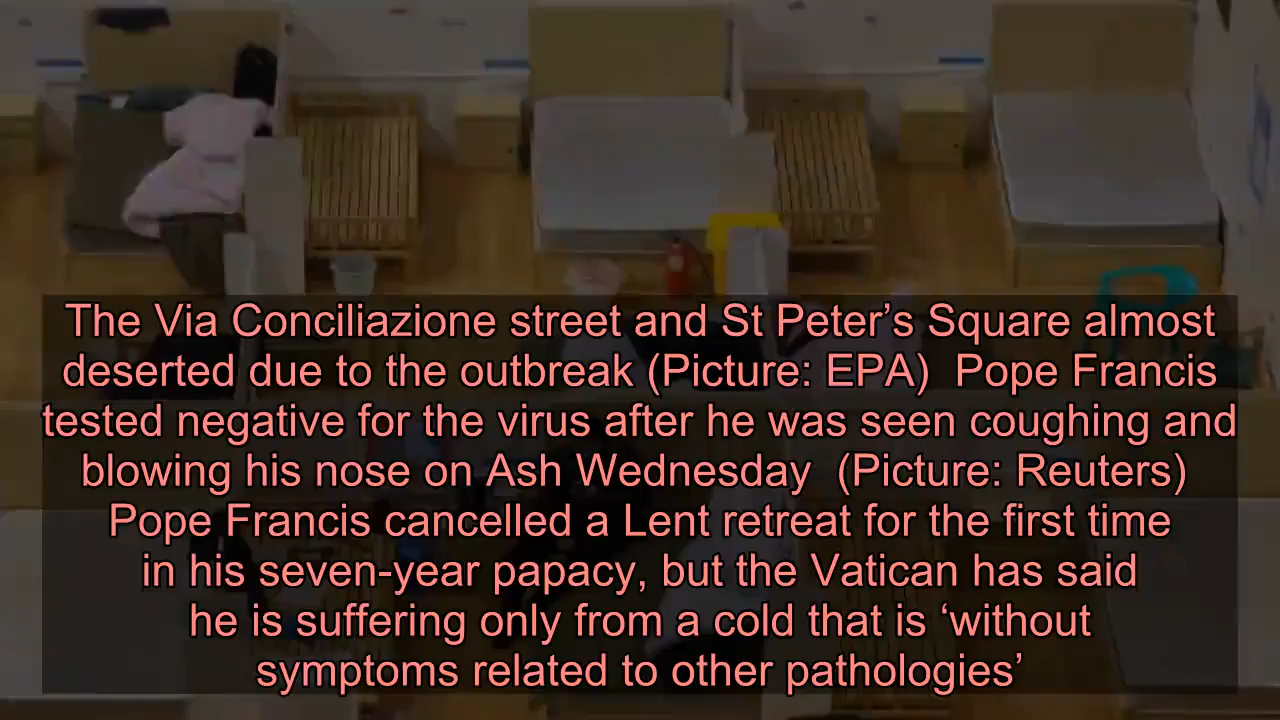 The Via Conciliazione street and St Peter’s Square almost
deserted due to the outbreak (Picture: EPA)  Pope Francis
tested negative for the virus after he was seen coughing and
blowing his nose on Ash Wednesday  (Picture: Reuters)
Pope Francis cancelled a Lent retreat for the first time
in his seven-year papacy, but the Vatican has said
he is suffering only from a cold that is ‘without
symptoms related to other pathologies’